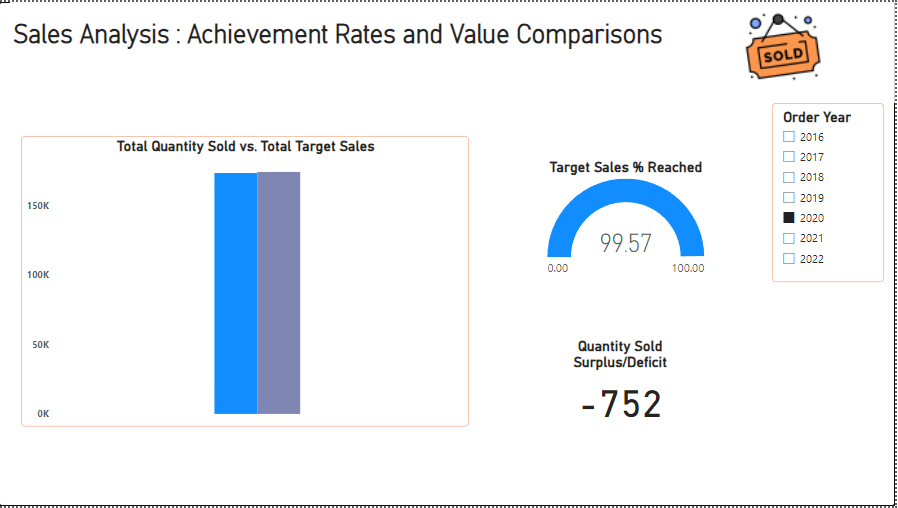 Sales Analysis : Achievement Rates and Value Comparisons
SOLD
Order Year
2016
2017
2018
2019
2020
2021
2022
Total Quantity Sold vs. Total Target Sales
150K
100K
50K
0K
Target Sales % Reached
99.57
0.00
100.00
Quantity Sold
Surplus/Deficit
-752